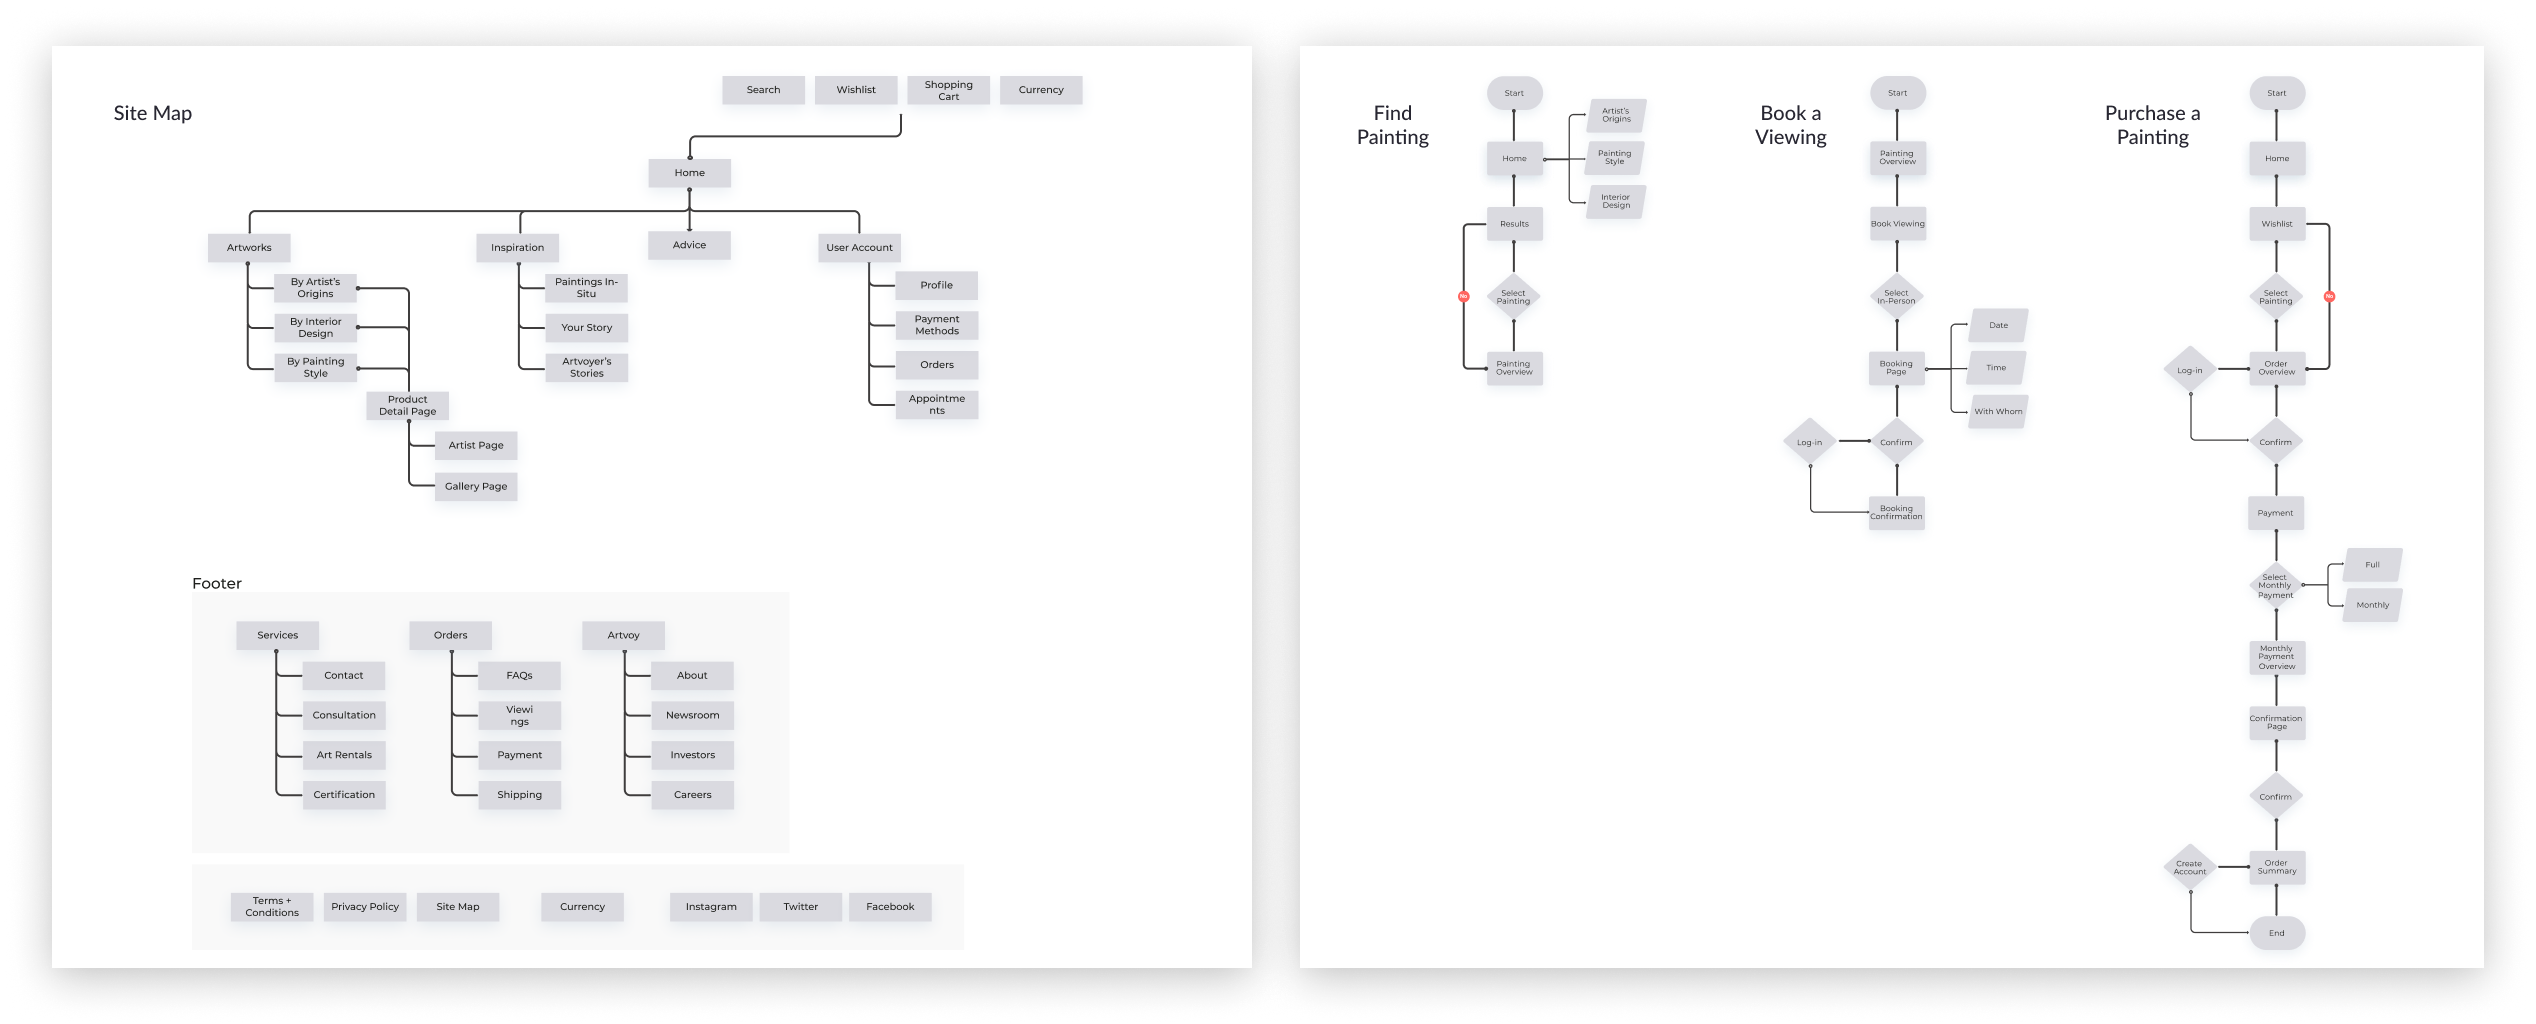 Site Map
Search
Wishlist
Shopping
Cart
Currency
Home
Artworks
Inspiration
Advice
User Account
By Artist's
Origins
By Interior
Design
By Painting
Style
Product
Detail Page
Artist Page
Gallery Page
Paintings In-
Situ
Your Story
Artvoyer's
Stories
Profile
Payment
Methods
Orders
Appointme
nts
Footer
Services
Contact
Consultation
Art Rentals
Certification
Orders
FAQs
Viewi
ngs
Payment
Shipping
Artvoy
About
Newsroom
Investors
Careers
Terms +
Conditions
Privacy Policy
Site Map
Currency
Instagram
Twitter
Facebook
Find
Painting
Start
Home
Artist's
Origins
Painting
Style
Interior
Design
Results
No
Select
Painting
Painting
Overview
Book a
Viewing
Start
Painting
Overview
Book Viewing
Select
In-Person
Booking
Page
Date
Time
With Whom
Log-in
Confirm
Booking
Confirmation
Purchase a
Painting
Start
Home
Wishlist
No
Select
Painting
Log-in
Order
Overview
Confirm
Payment
Select
Monthly
Payment
Full
Monthly
Monthly
Payment
Overview
Confirmation
Page
Confirm
Create
Account
Order
Summary
End